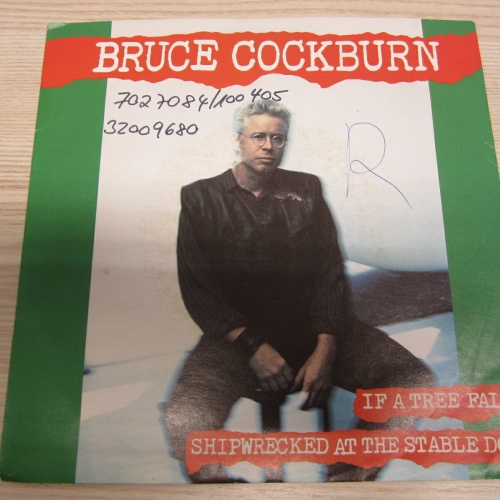 BRUCE COCKBURN
7027084/100405
32009680
R
IF A TREE FAL
SHIPWRECKED AT THE STABLE DO